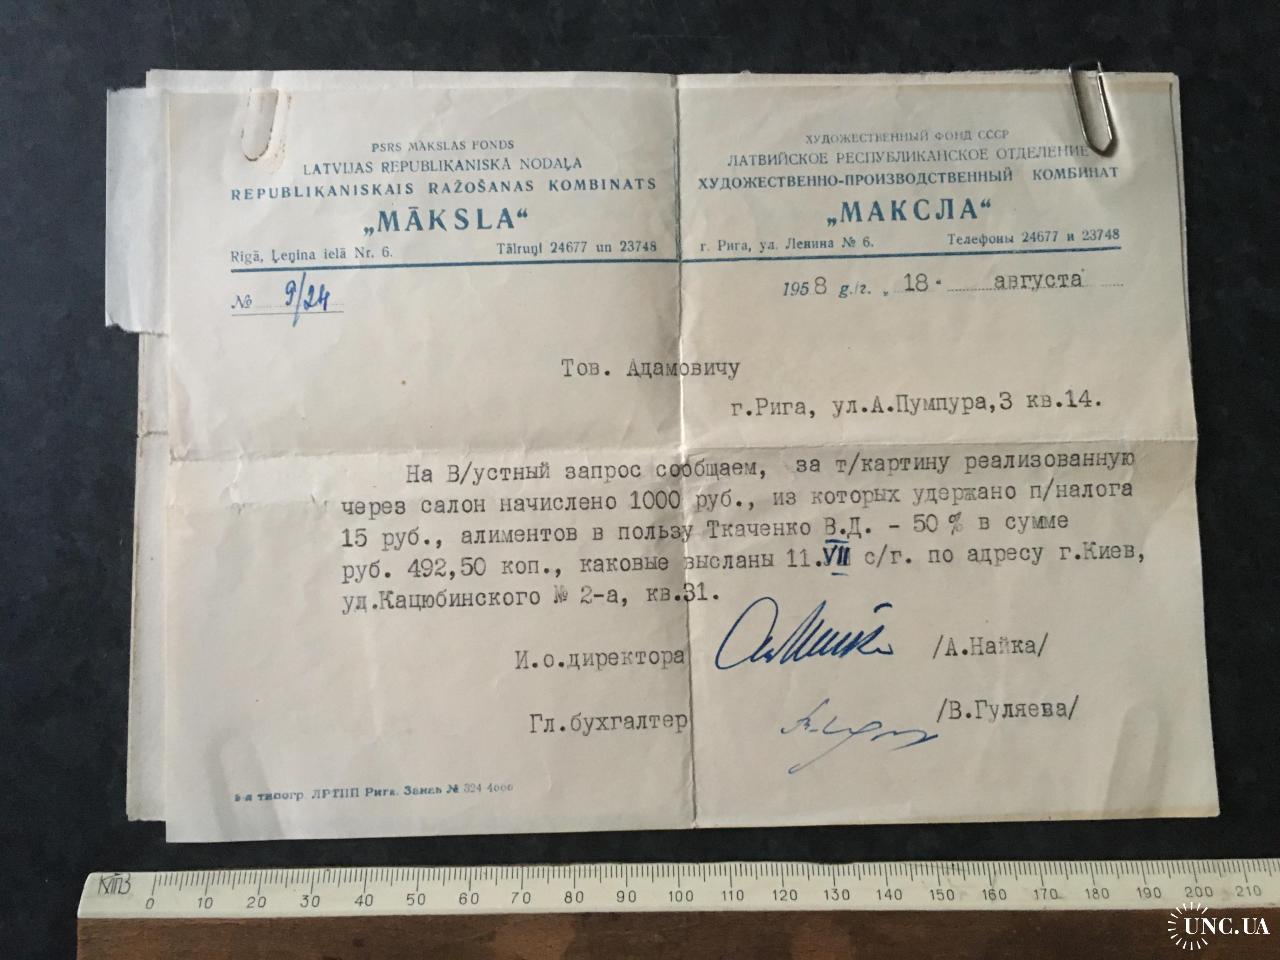 PSRS MĀKSLAS FONDS
LATVIJAS REPUBLIKANISKĀ NODAĻA
REPUBLIKANISKAIS RAŽOŠANAS KOMBINATS
„MĀKSLA“
Rīgā, Ļeņina ielā Nr. 6. Tālruņi 24677 un 23748
№ 9/24
ХУДОЖЕСТВЕННЫЙ ФОНД СССР
ЛАТВИЙСКОЕ РЕСПУБЛИКАНСКОЕ ОТДЕЛЕНИЕ
ХУДОЖЕСТВЕННО-ПРОИЗВОДСТВЕННЫЙ КОМБИНАТ
„МАКСЛА“
г. Рига, ул. Ленина № 6. Телефоны 24677 и 23748
1958 g./г. „ 18 “ августа
Тов. Адамовичу
г.Рига, ул.А.Пумпура,3 кв.14.
На В/устный запрос сообщаем, за т/картину реализованную
через салон начислено 1000 руб., из которых удержано п/налога
15 руб., алиментов в пользу Ткаченко В.Д. - 50 % в сумме
руб. 492,50 коп., каковые высланы 11.VII с/г. по адресу г.Киев,
уд.Кацюбинского № 2-а, кв.31.
И.о.директора /А.Найка/
Гл.бухгалтер /В.Гуляева/
типогр. ЛРТПП Рига. Заказ № 324 4000
0 10 20 30 40 50 60 70 80 90 100 110 120 130 140 150 160 170 180 190 200 210
UNC.UA